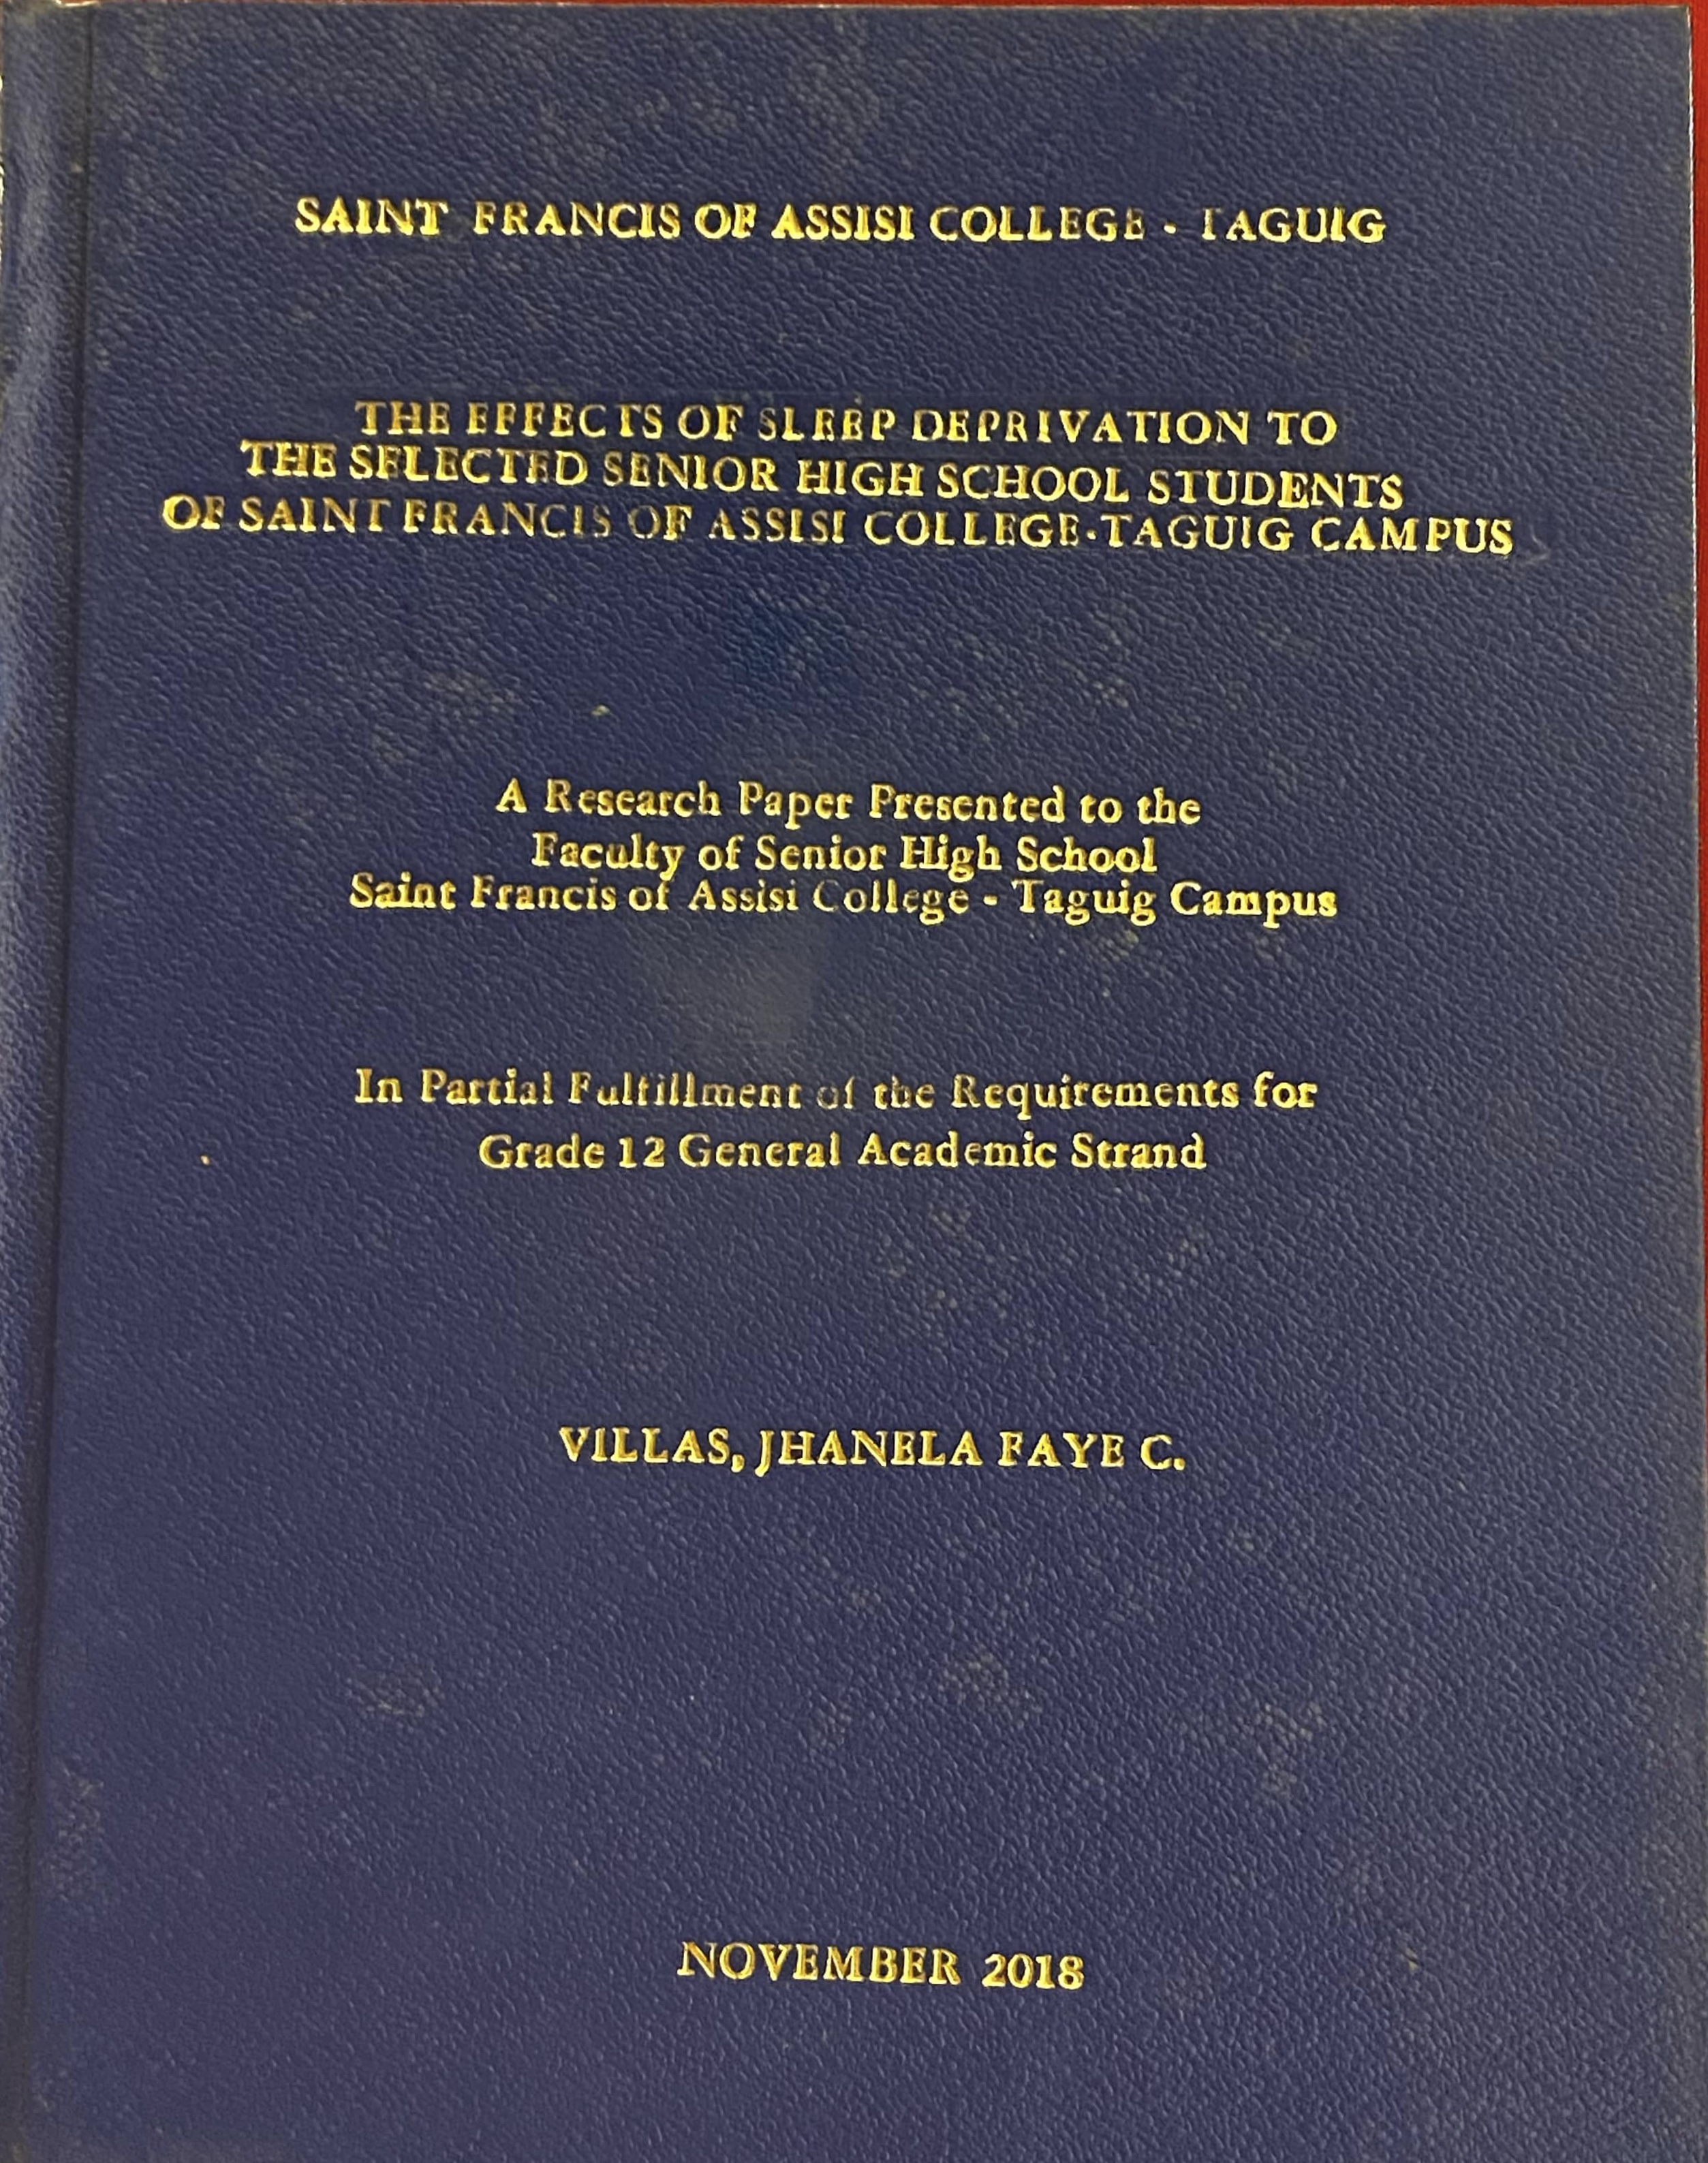 SAINT FRANCIS OF ASSISI COLLEGE - TAGUIG
THE EFFECTS OF SLEEP DEPRIVATION TO
THE SELECTED SENIOR HIGH SCHOOL STUDENTS
OF SAINT FRANCIS OF ASSISI COLLEGE-TAGUIG CAMPUS
A Research Paper Presented to the
Faculty of Senior High School
Saint Francis of Assisi College - Taguig Campus
In Partial Fulfillment of the Requirements for
Grade 12 General Academic Strand
VILLAS, JHANELA FAYE C.
NOVEMBER 2018